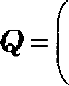 Q = (